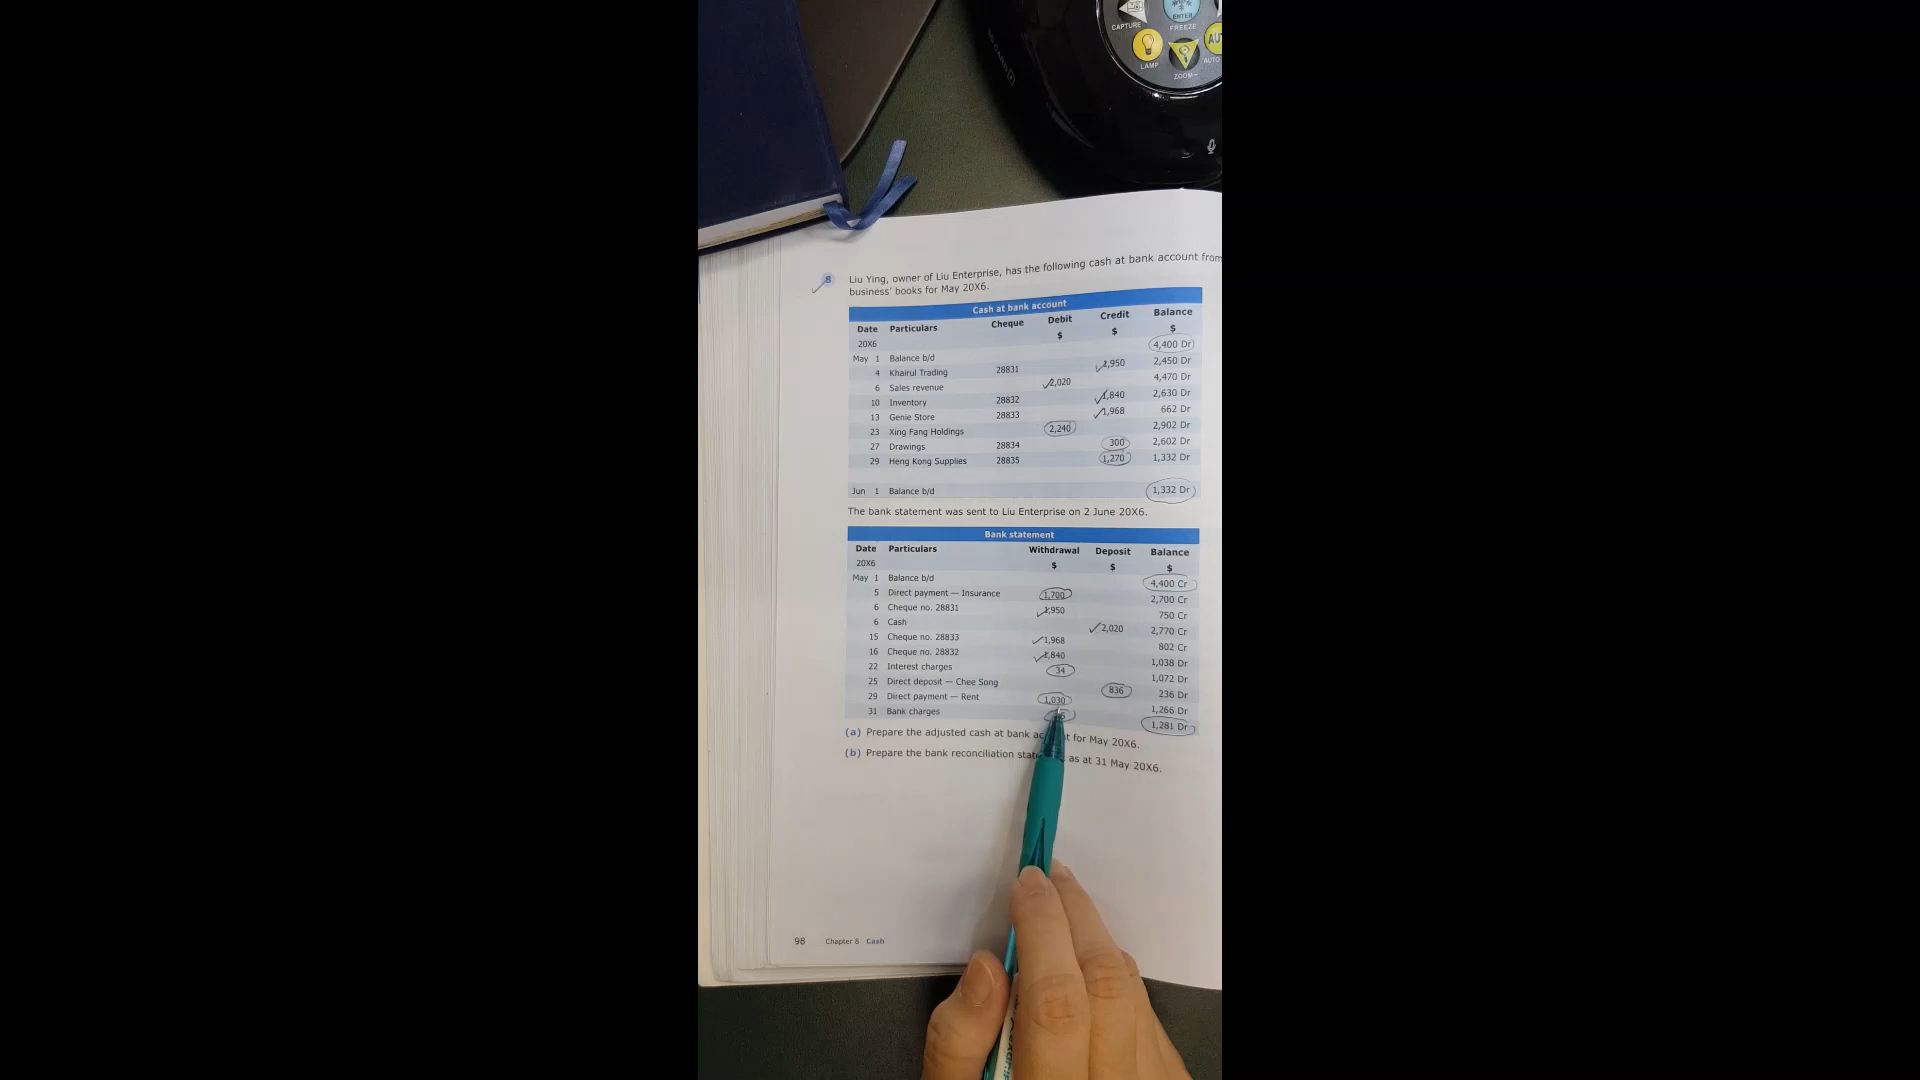 CAPTURE
ENTER
FREEZE
LAMP
ZOOM-
AUTO
SD CARD
8 Liu Ying, owner of Liu Enterprise, has the following cash at bank account from
business' books for May 20X6.
Cash at bank account
Date Particulars Cheque Debit Credit Balance
20X6 $ $ $
May 1 Balance b/d 4,400 Dr
4 Khairul Trading 28831 1,950 2,450 Dr
6 Sales revenue 2,020 4,470 Dr
10 Inventory 28832 1,840 2,630 Dr
13 Genie Store 28833 1,968 662 Dr
23 Xing Fang Holdings 2,240 2,902 Dr
27 Drawings 28834 300 2,602 Dr
29 Heng Kong Supplies 28835 1,270 1,332 Dr
Jun 1 Balance b/d 1,332 Dr
The bank statement was sent to Liu Enterprise on 2 June 20X6.
Bank statement
Date Particulars Withdrawal Deposit Balance
20X6 $ $ $
May 1 Balance b/d 4,400 Cr
5 Direct payment — Insurance 1,700 2,700 Cr
6 Cheque no. 28831 1,950 750 Cr
6 Cash 2,020 2,770 Cr
15 Cheque no. 28833 1,968 802 Cr
16 Cheque no. 28832 1,840 1,038 Dr
22 Interest charges 34 1,072 Dr
25 Direct deposit — Chee Song 836 236 Dr
29 Direct payment — Rent 1,030 1,266 Dr
31 Bank charges 1,281 Dr
(a) Prepare the adjusted cash at bank for May 20X6.
(b) Prepare the bank reconciliation as at 31 May 20X6.
98 Chapter 8 Cash